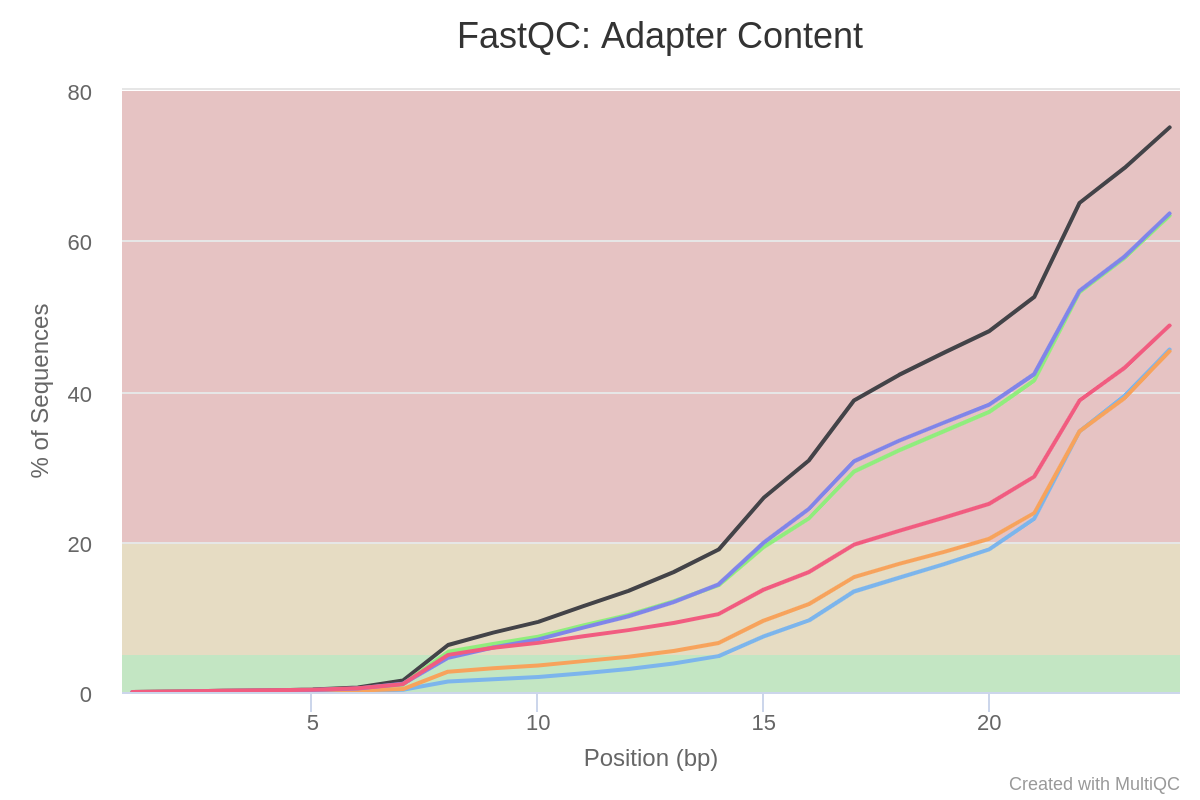 FastQC: Adapter Content
80
60
40
20
0
% of Sequences
5 10 15 20
Position (bp)
Created with MultiQC